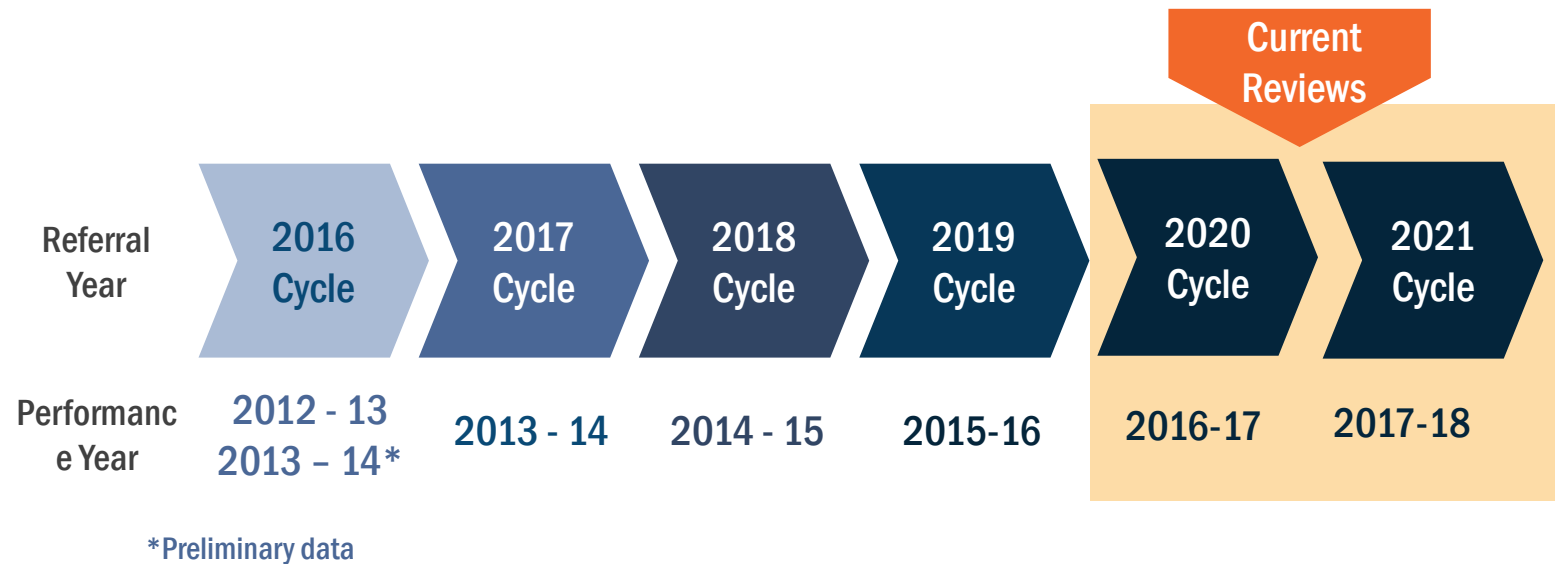 Current
Reviews
Referral
Year
2016
Cycle
2017
Cycle
2018
Cycle
2019
Cycle
2020
Cycle
2021
Cycle
Performanc
e Year
2012 - 13
2013 – 14*
2013 - 14
2014 - 15
2015-16
2016-17
2017-18
*Preliminary data